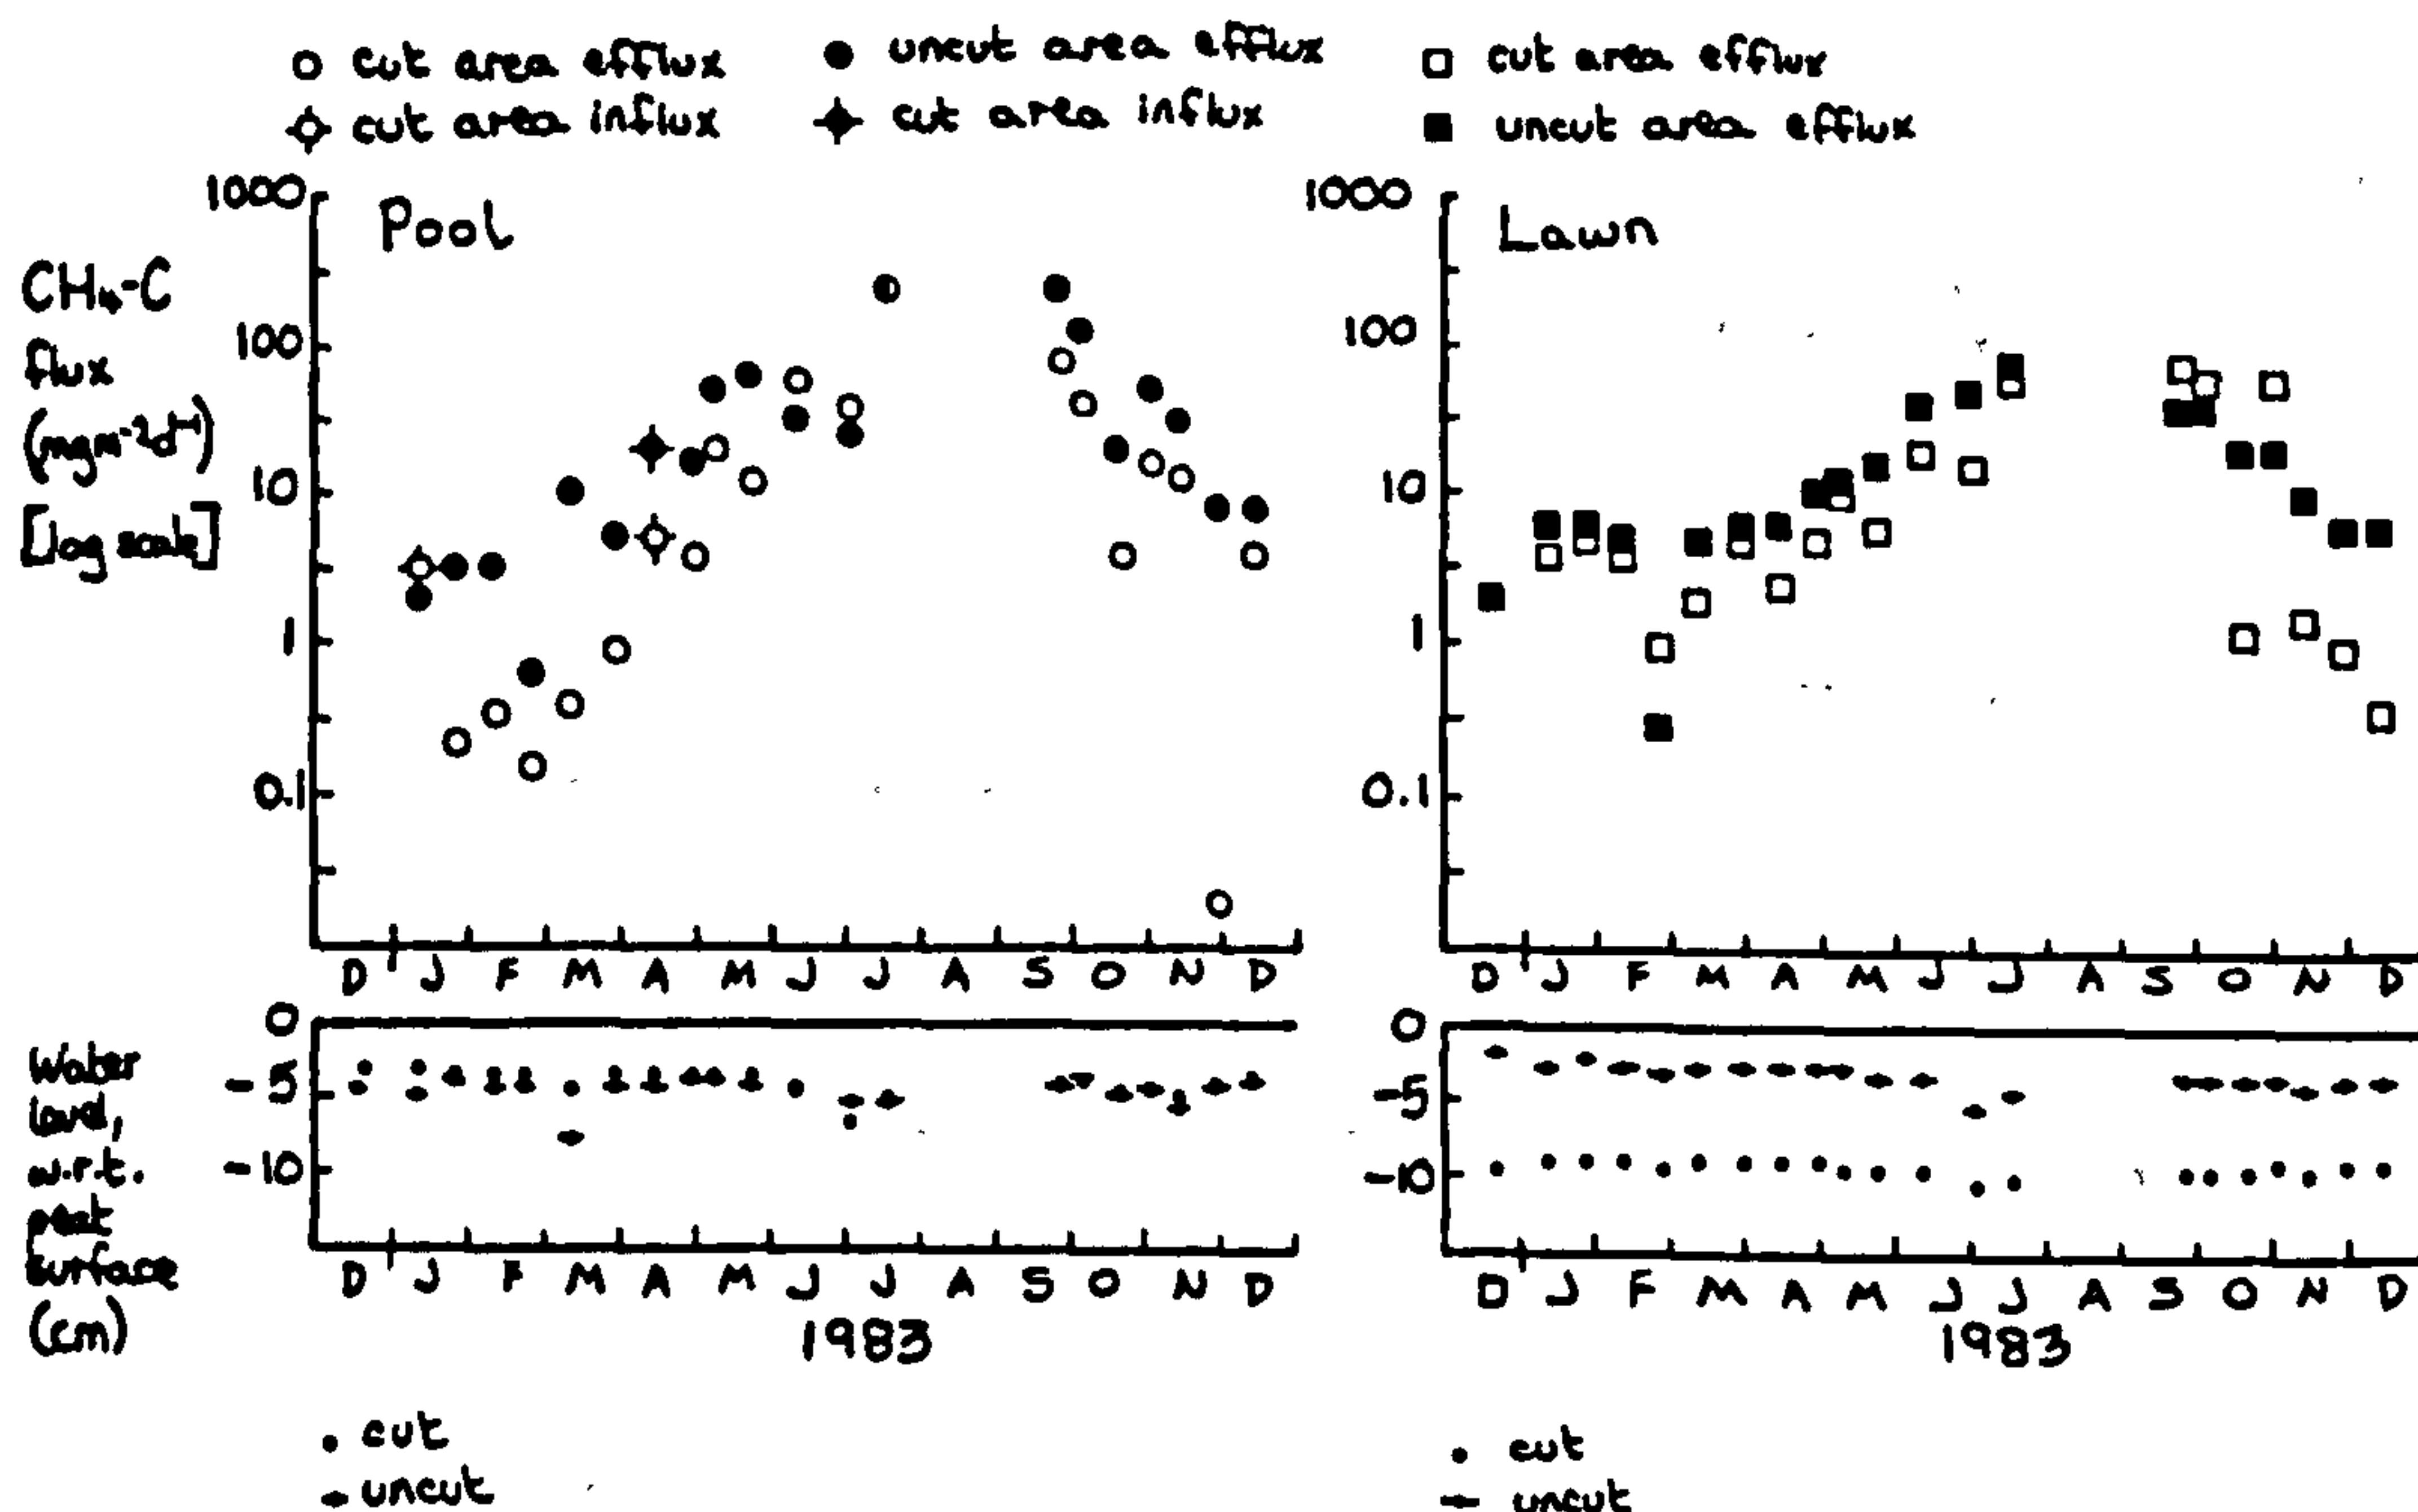 cut area efflux uncut area efflux cut area efflux
cut area influx cut area influx uncut area efflux
1000 Pool 1000 Lawn
CH4-C
flux
(mgm-2d-1)
[log scale]
100 100
10 10
1 1
0.1 0.1
D J F M A M J J A S O N D D J F M A M J J A S O N D
0 0
Water
level,
w.r.t.
peat
surface
(cm)
-5 -5
-10 -10
D J F M A M J J A S O N D D J F M A M J J A S O N D
1983 1983
cut cut
uncut uncut